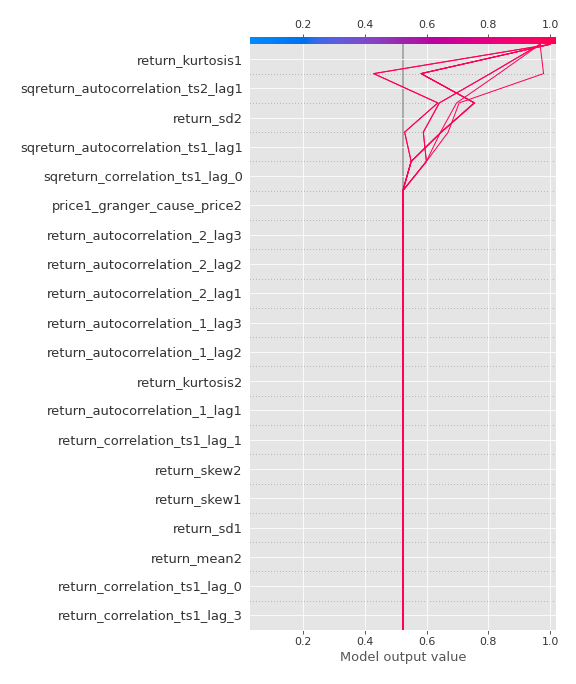 0.2 0.4 0.6 0.8 1.0
return_kurtosis1
sqreturn_autocorrelation_ts2_lag1
return_sd2
sqreturn_autocorrelation_ts1_lag1
sqreturn_correlation_ts1_lag_0
price1_granger_cause_price2
return_autocorrelation_2_lag3
return_autocorrelation_2_lag2
return_autocorrelation_2_lag1
return_autocorrelation_1_lag3
return_autocorrelation_1_lag2
return_kurtosis2
return_autocorrelation_1_lag1
return_correlation_ts1_lag_1
return_skew2
return_skew1
return_sd1
return_mean2
return_correlation_ts1_lag_0
return_correlation_ts1_lag_3
0.2 0.4 0.6 0.8 1.0
Model output value